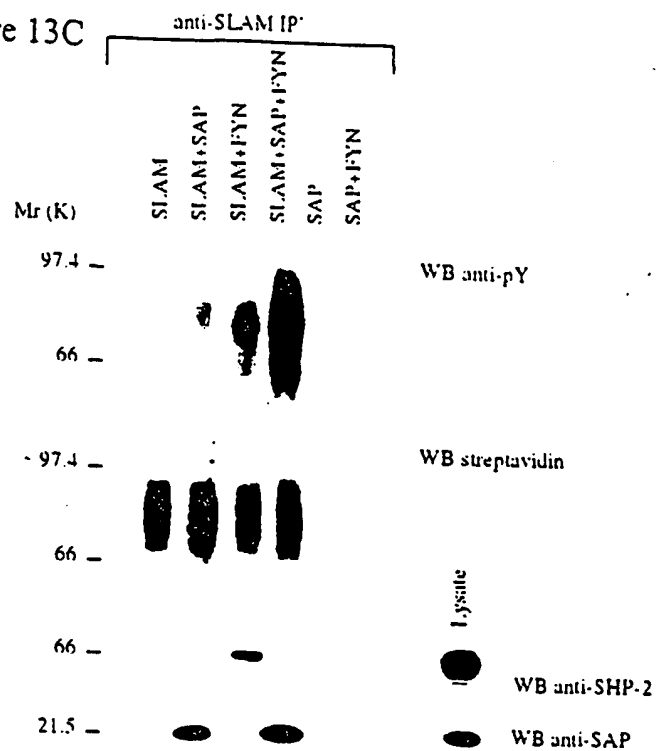 re 13C
anti-SLAM IP
SLAM
SLAM+SAP
SLAM+FYN
SLAM+SAP+FYN
SAP
SAP+FYN
Mr (K)
97.4
WB anti-pY
66
97.4
WB streptavidin
66
Lysate
66
WB anti-SHP-2
21.5
WB anti-SAP